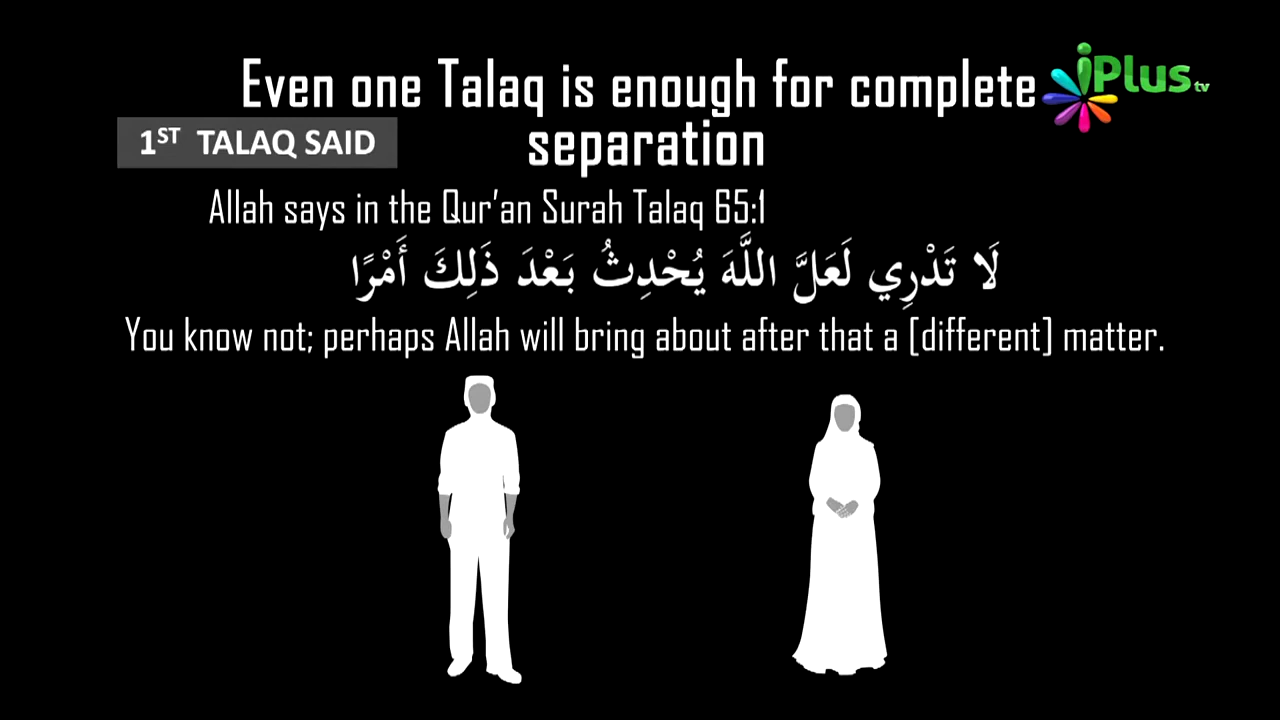 Even one Talaq is enough for complete
iPlus tv
1ST TALAQ SAID
separation
Allah says in the Qur’an Surah Talaq 65:1
لَا تَدْرِي لَعَلَّ اللَّهَ يُحْدِثُ بَعْدَ ذَلِكَ أَمْرًا
You know not; perhaps Allah will bring about after that a [different] matter.